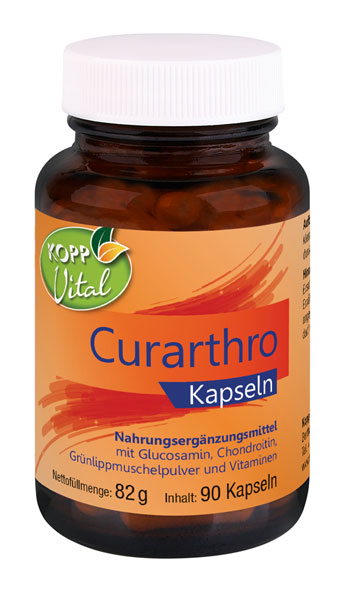 KOPP
Vital
Curarthro
Kapseln
Nahrungsergänzungsmittel
mit Glucosamin, Chondroitin,
Grünlippmuschelpulver und Vitaminen
Nettofüllmenge: 82 g Inhalt: 90 Kapseln